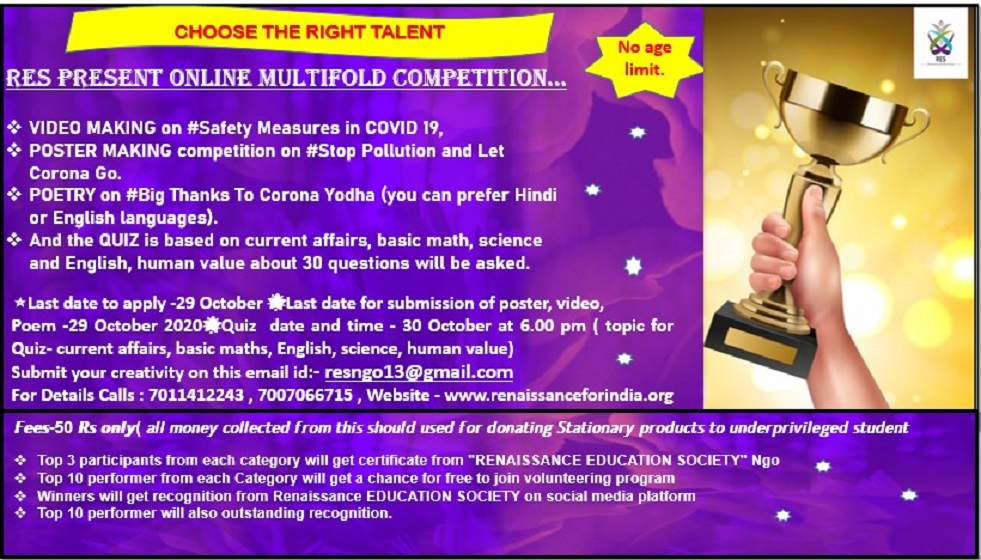 CHOOSE THE RIGHT TALENT
No age
limit.
RES
RES PRESENT ONLINE MULTIFOLD COMPETITION...
❖ VIDEO MAKING on #Safety Measures in COVID 19,
❖ POSTER MAKING competition on #Stop Pollution and Let
Corona Go.
❖ POETRY on #Big Thanks To Corona Yodha (you can prefer Hindi
or English languages).
❖ And the QUIZ is based on current affairs, basic math, science
and English, human value about 30 questions will be asked.
★Last date to apply -29 October ✸Last date for submission of poster, video,
Poem -29 October 2020✸Quiz date and time - 30 October at 6.00 pm ( topic for
Quiz- current affairs, basic maths, English, science, human value)
Submit your creativity on this email id:- resngo13@gmail.com
For Details Calls : 7011412243 , 7007066715 , Website - www.renaissanceforindia.org
Fees-50 Rs only( all money collected from this should used for donating Stationary products to underprivileged student
❖ Top 3 participants from each category will get certificate from "RENAISSANCE EDUCATION SOCIETY" Ngo
❖ Top 10 performer from each Category will get a chance for free to join volunteering program
❖ Winners will get recognition from Renaissance EDUCATION SOCIETY on social media platform
❖ Top 10 performer will also outstanding recognition.